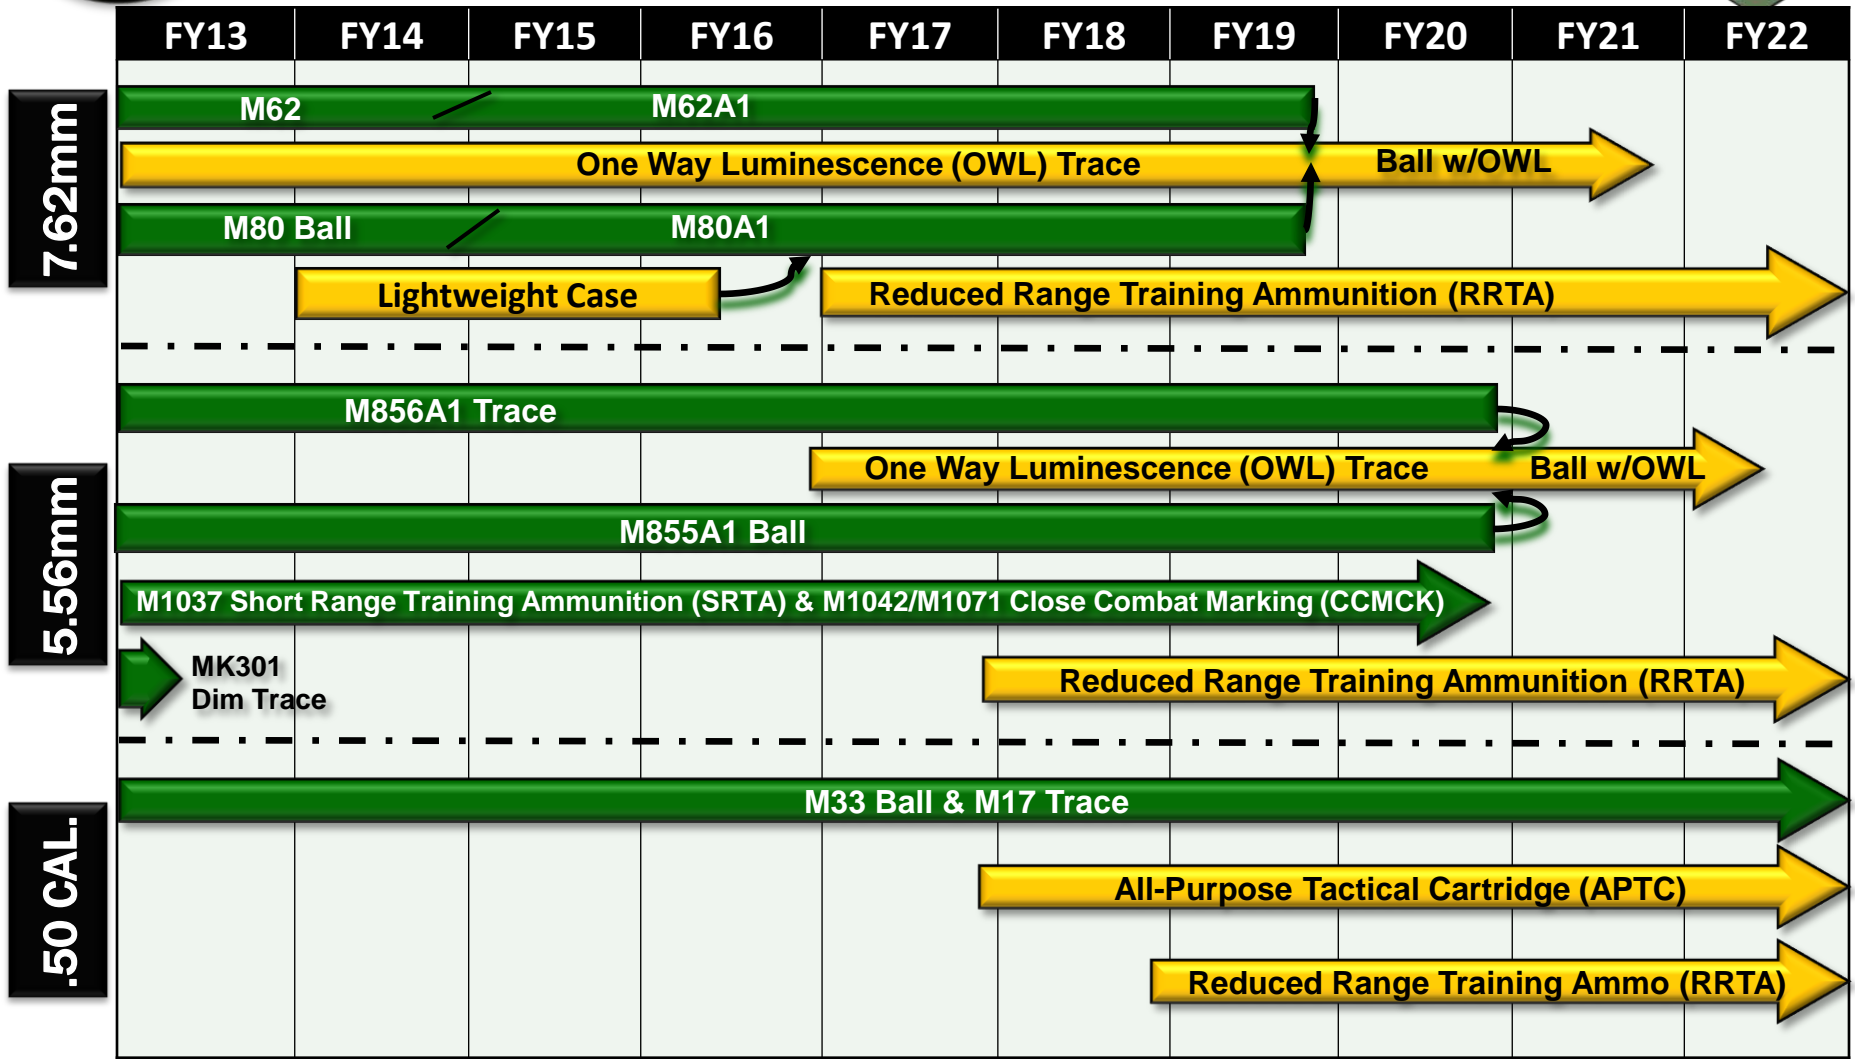 FY13 FY14 FY15 FY16 FY17 FY18 FY19 FY20 FY21 FY22
7.62mm
M62 M62A1
One Way Luminescence (OWL) Trace Ball w/OWL
M80 Ball M80A1
Lightweight Case Reduced Range Training Ammunition (RRTA)
5.56mm
M856A1 Trace
One Way Luminescence (OWL) Trace Ball w/OWL
M855A1 Ball
M1037 Short Range Training Ammunition (SRTA) & M1042/M1071 Close Combat Marking (CCMCK)
MK301
Dim Trace
Reduced Range Training Ammunition (RRTA)
.50 CAL.
M33 Ball & M17 Trace
All-Purpose Tactical Cartridge (APTC)
Reduced Range Training Ammo (RRTA)